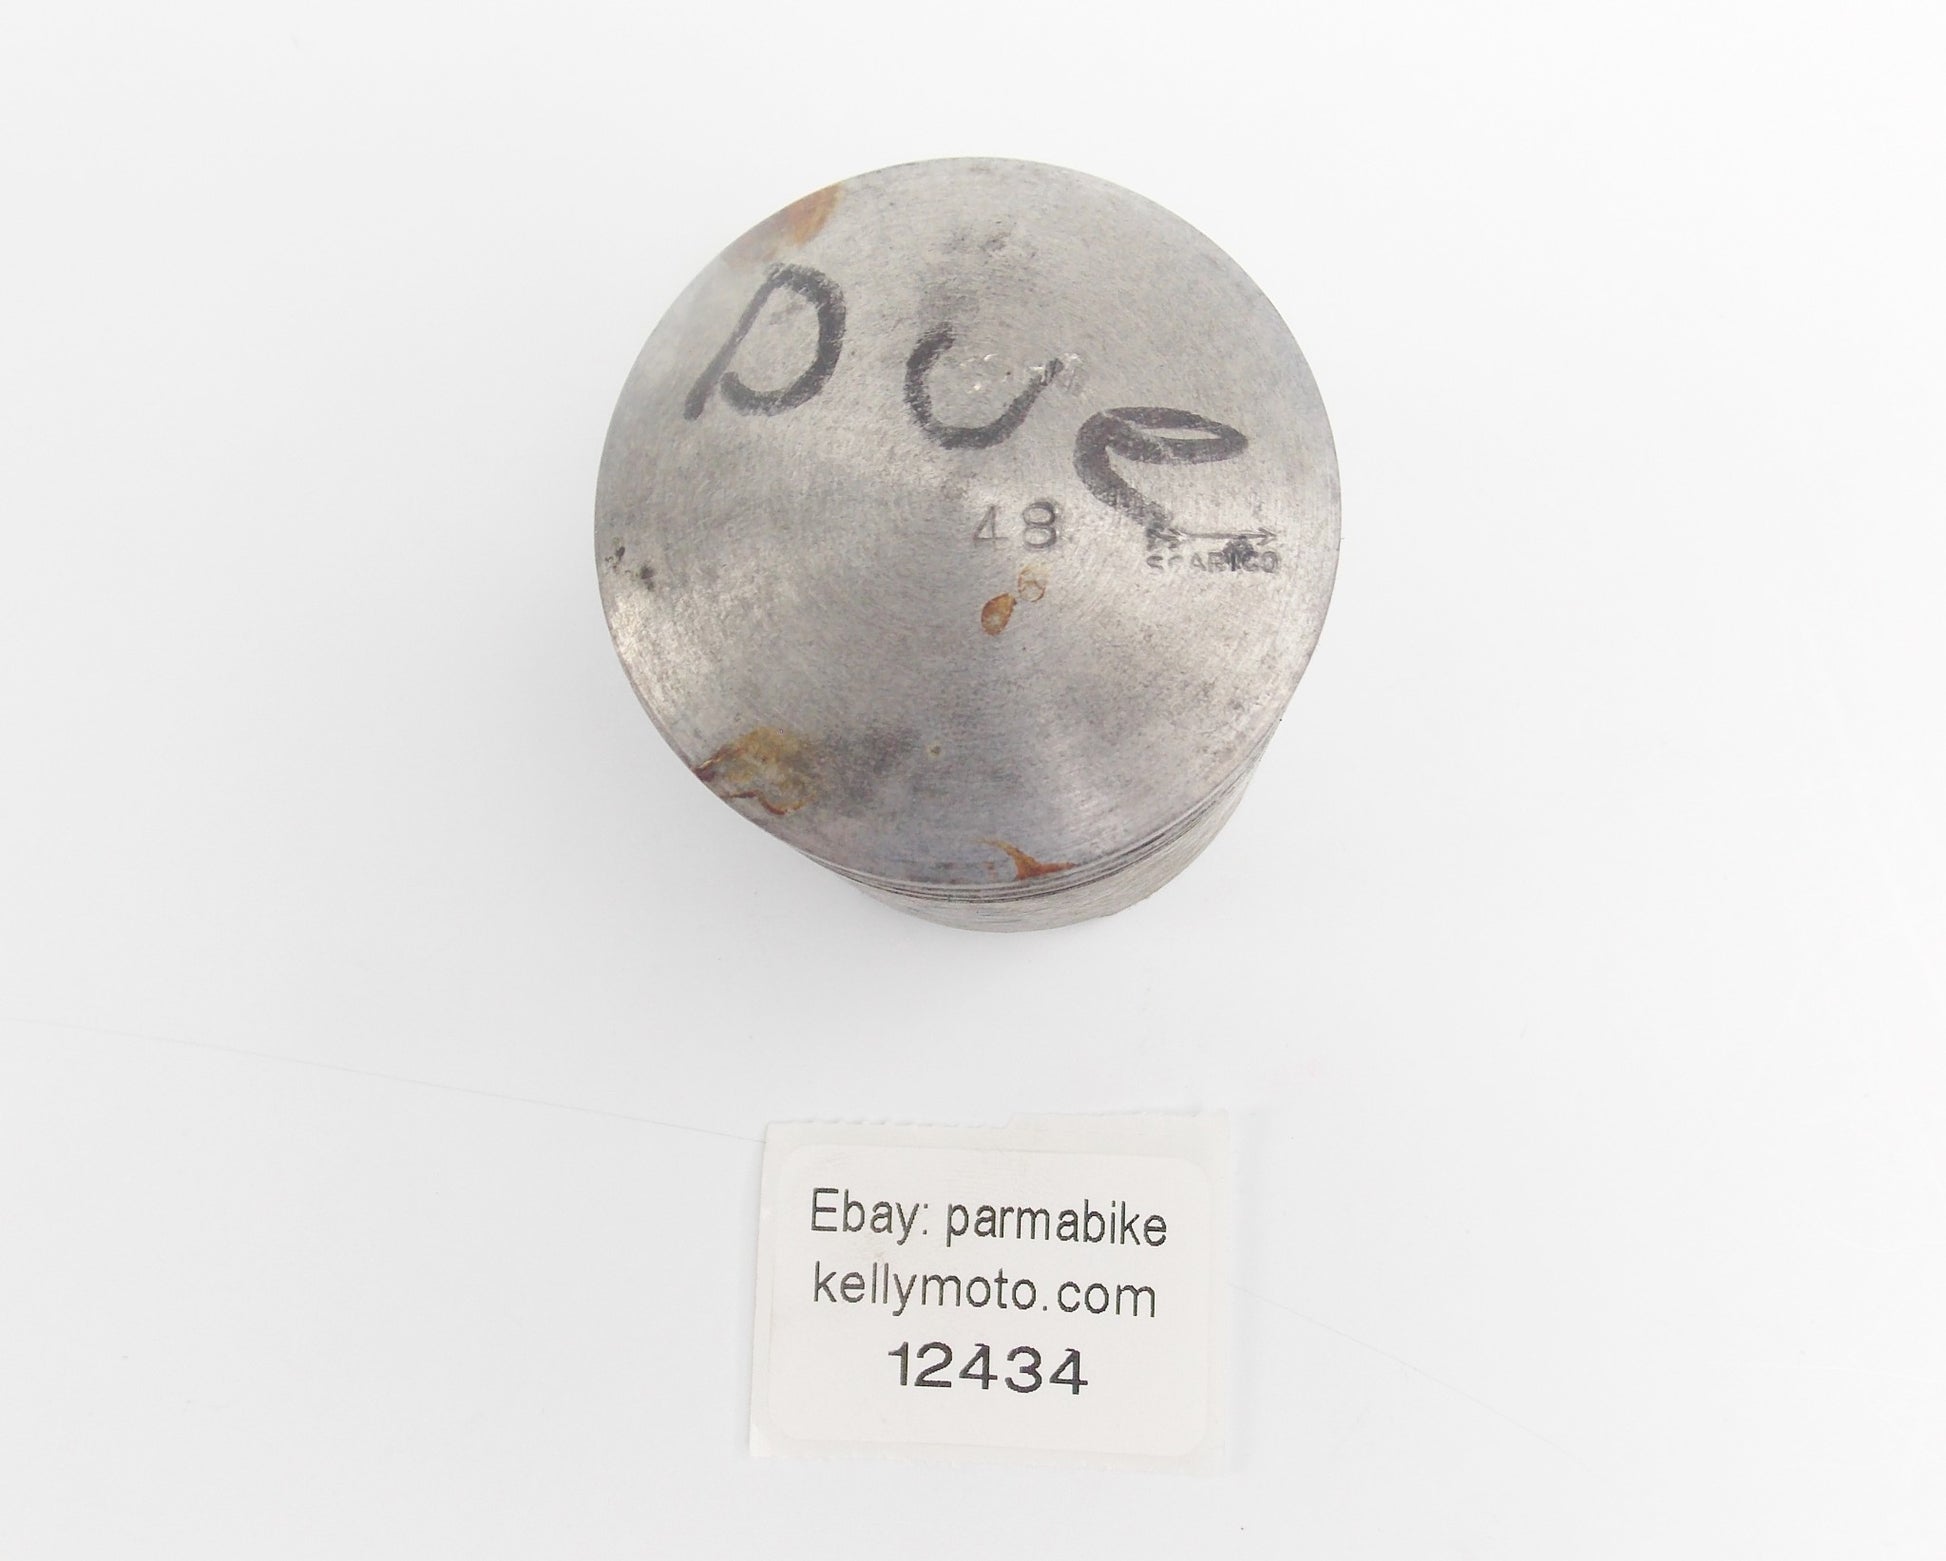 Due
48
SCARICO
Ebay: parmabike
kellymoto.com
12434